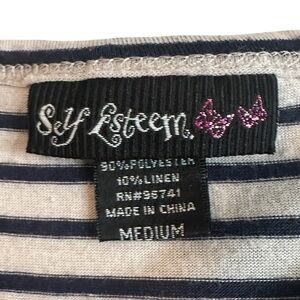 Self Esteem.
90% POLYESTER
10% LINEN
RN#96741
MADE IN CHINA
MEDIUM